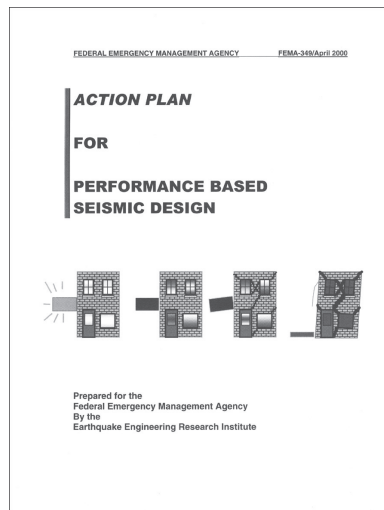 FEDERAL EMERGENCY MANAGEMENT AGENCY FEMA-349/April 2000
ACTION PLAN
FOR
PERFORMANCE BASED
SEISMIC DESIGN
Prepared for the
Federal Emergency Management Agency
By the
Earthquake Engineering Research Institute